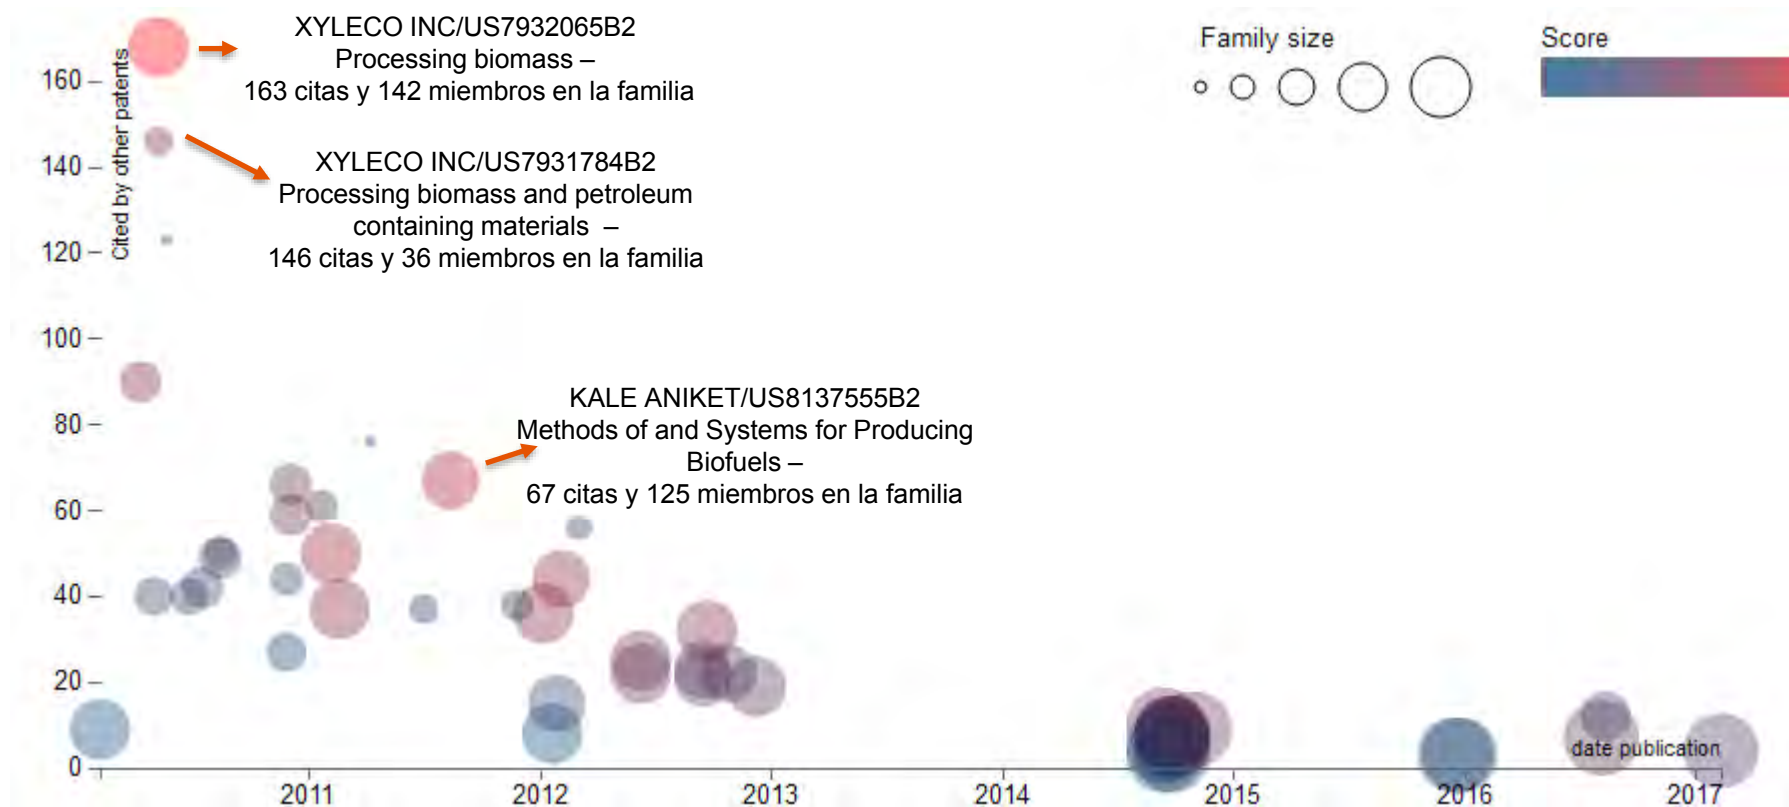 XYLECO INC/US7932065B2
Processing biomass –
163 citas y 142 miembros en la familia
XYLECO INC/US7931784B2
Processing biomass and petroleum
containing materials –
146 citas y 36 miembros en la familia
KALE ANIKET/US8137555B2
Methods of and Systems for Producing
Biofuels –
67 citas y 125 miembros en la familia
Family size
Score
Cited by other patents
160
140
120
100
80
60
40
20
0
date publication
2011
2012
2013
2014
2015
2016
2017